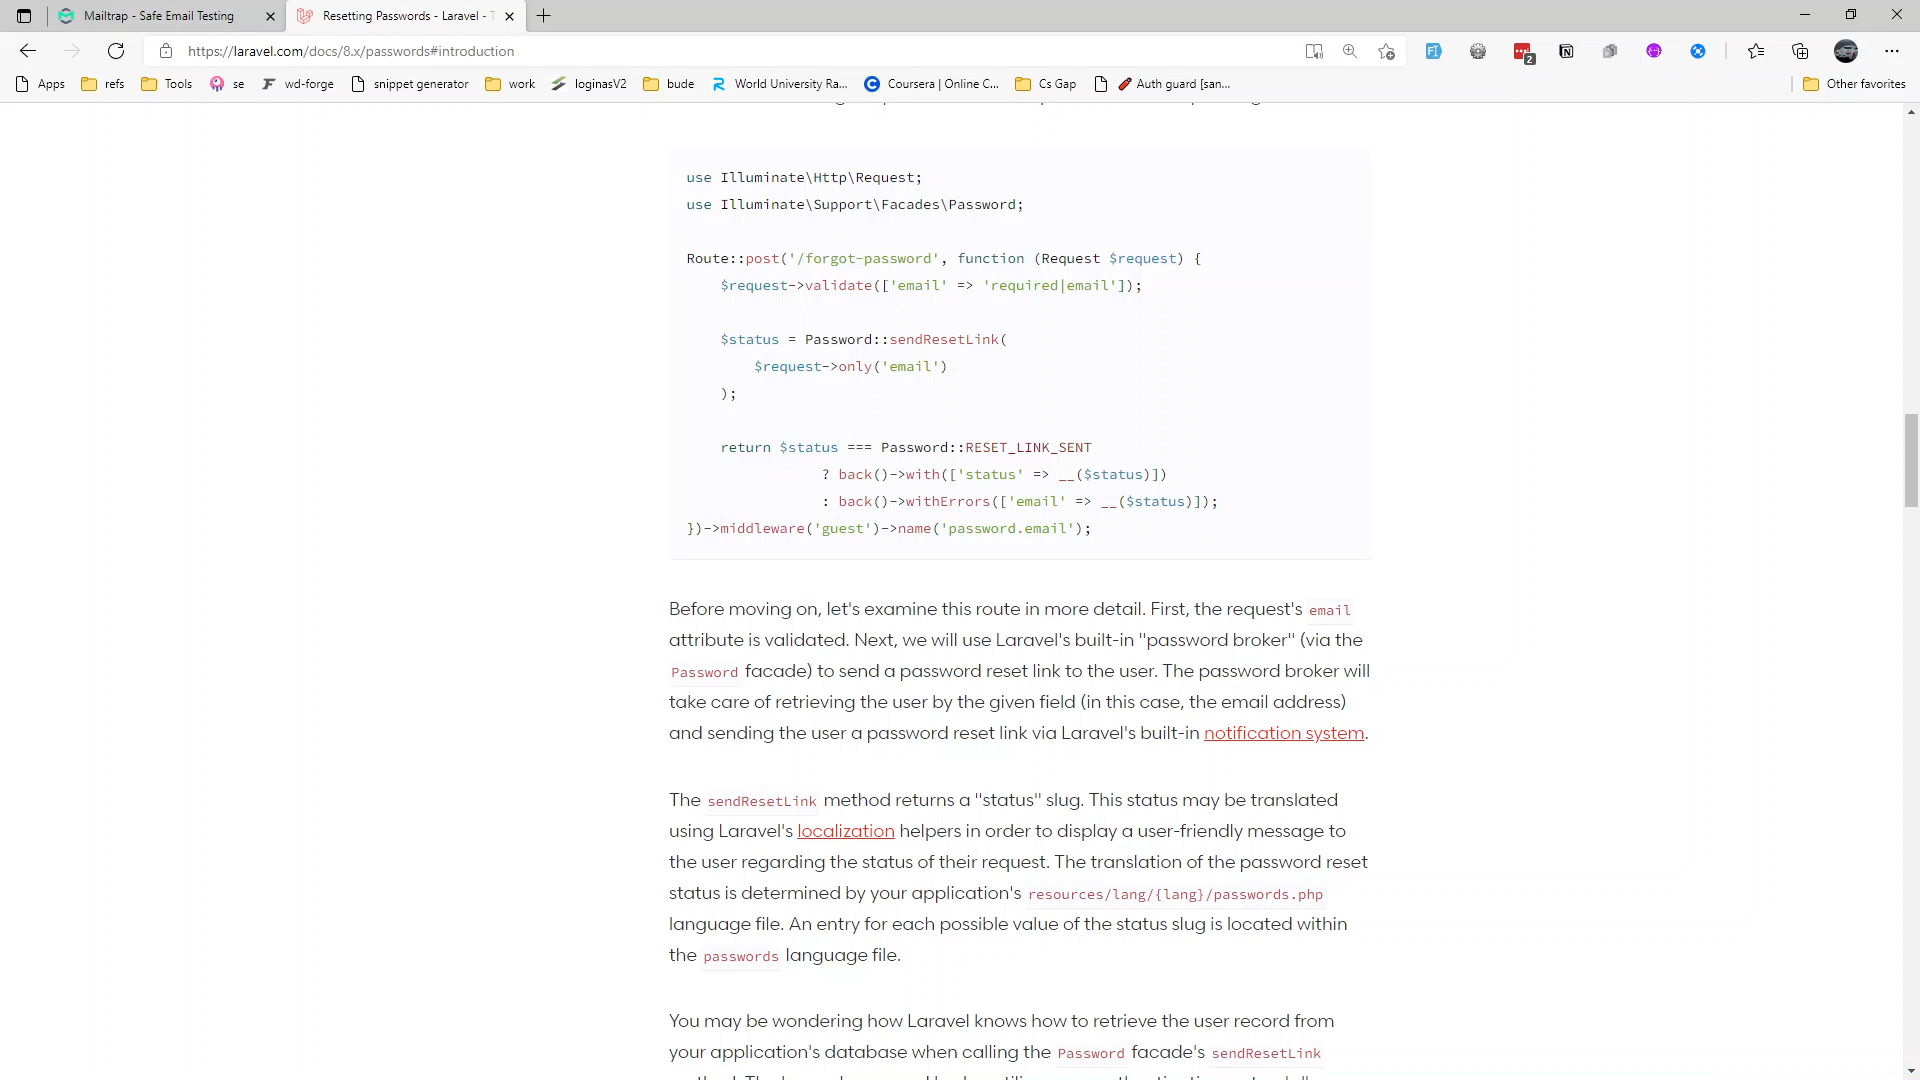 Mailtrap - Safe Email Testing
Resetting Passwords - Laravel - T
https://laravel.com/docs/8.x/passwords#introduction
2
Apps
refs
Tools
se
wd-forge
snippet generator
work
loginasV2
bude
World University Ra...
Coursera | Online C...
Cs Gap
Auth guard [san...
Other favorites
use Illuminate\Http\Request;
use Illuminate\Support\Facades\Password;
Route::post('/forgot-password', function (Request $request) {
$request->validate(['email' => 'required|email']);
$status = Password::sendResetLink(
$request->only('email')
);
return $status === Password::RESET_LINK_SENT
? back()->with(['status' => __($status)])
: back()->withErrors(['email' => __($status)]);
})->middleware('guest')->name('password.email');
Before moving on, let's examine this route in more detail. First, the request's email
attribute is validated. Next, we will use Laravel's built-in "password broker" (via the
Password facade) to send a password reset link to the user. The password broker will
take care of retrieving the user by the given field (in this case, the email address)
and sending the user a password reset link via Laravel's built-in notification system.
The sendResetLink method returns a "status" slug. This status may be translated
using Laravel's localization helpers in order to display a user-friendly message to
the user regarding the status of their request. The translation of the password reset
status is determined by your application's resources/lang/{lang}/passwords.php
language file. An entry for each possible value of the status slug is located within
the passwords language file.
You may be wondering how Laravel knows how to retrieve the user record from
your application's database when calling the Password facade's sendResetLink